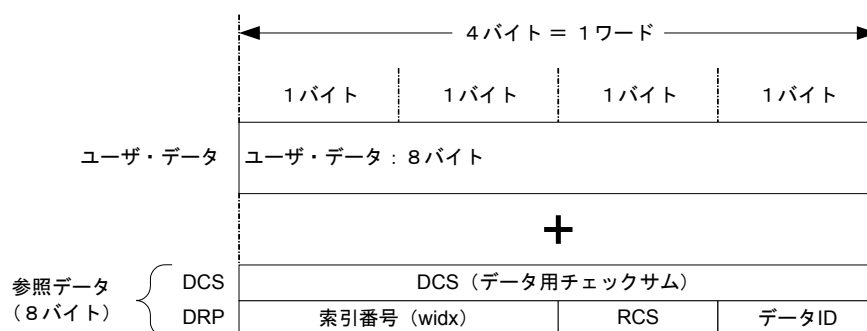 4バイト = 1ワード
1バイト 1バイト 1バイト 1バイト
ユーザ・データ ユーザ・データ : 8バイト
+
参照データ
(8バイト)
DCS DCS(データ用チェックサム)
DRP 索引番号(widx) RCS データID